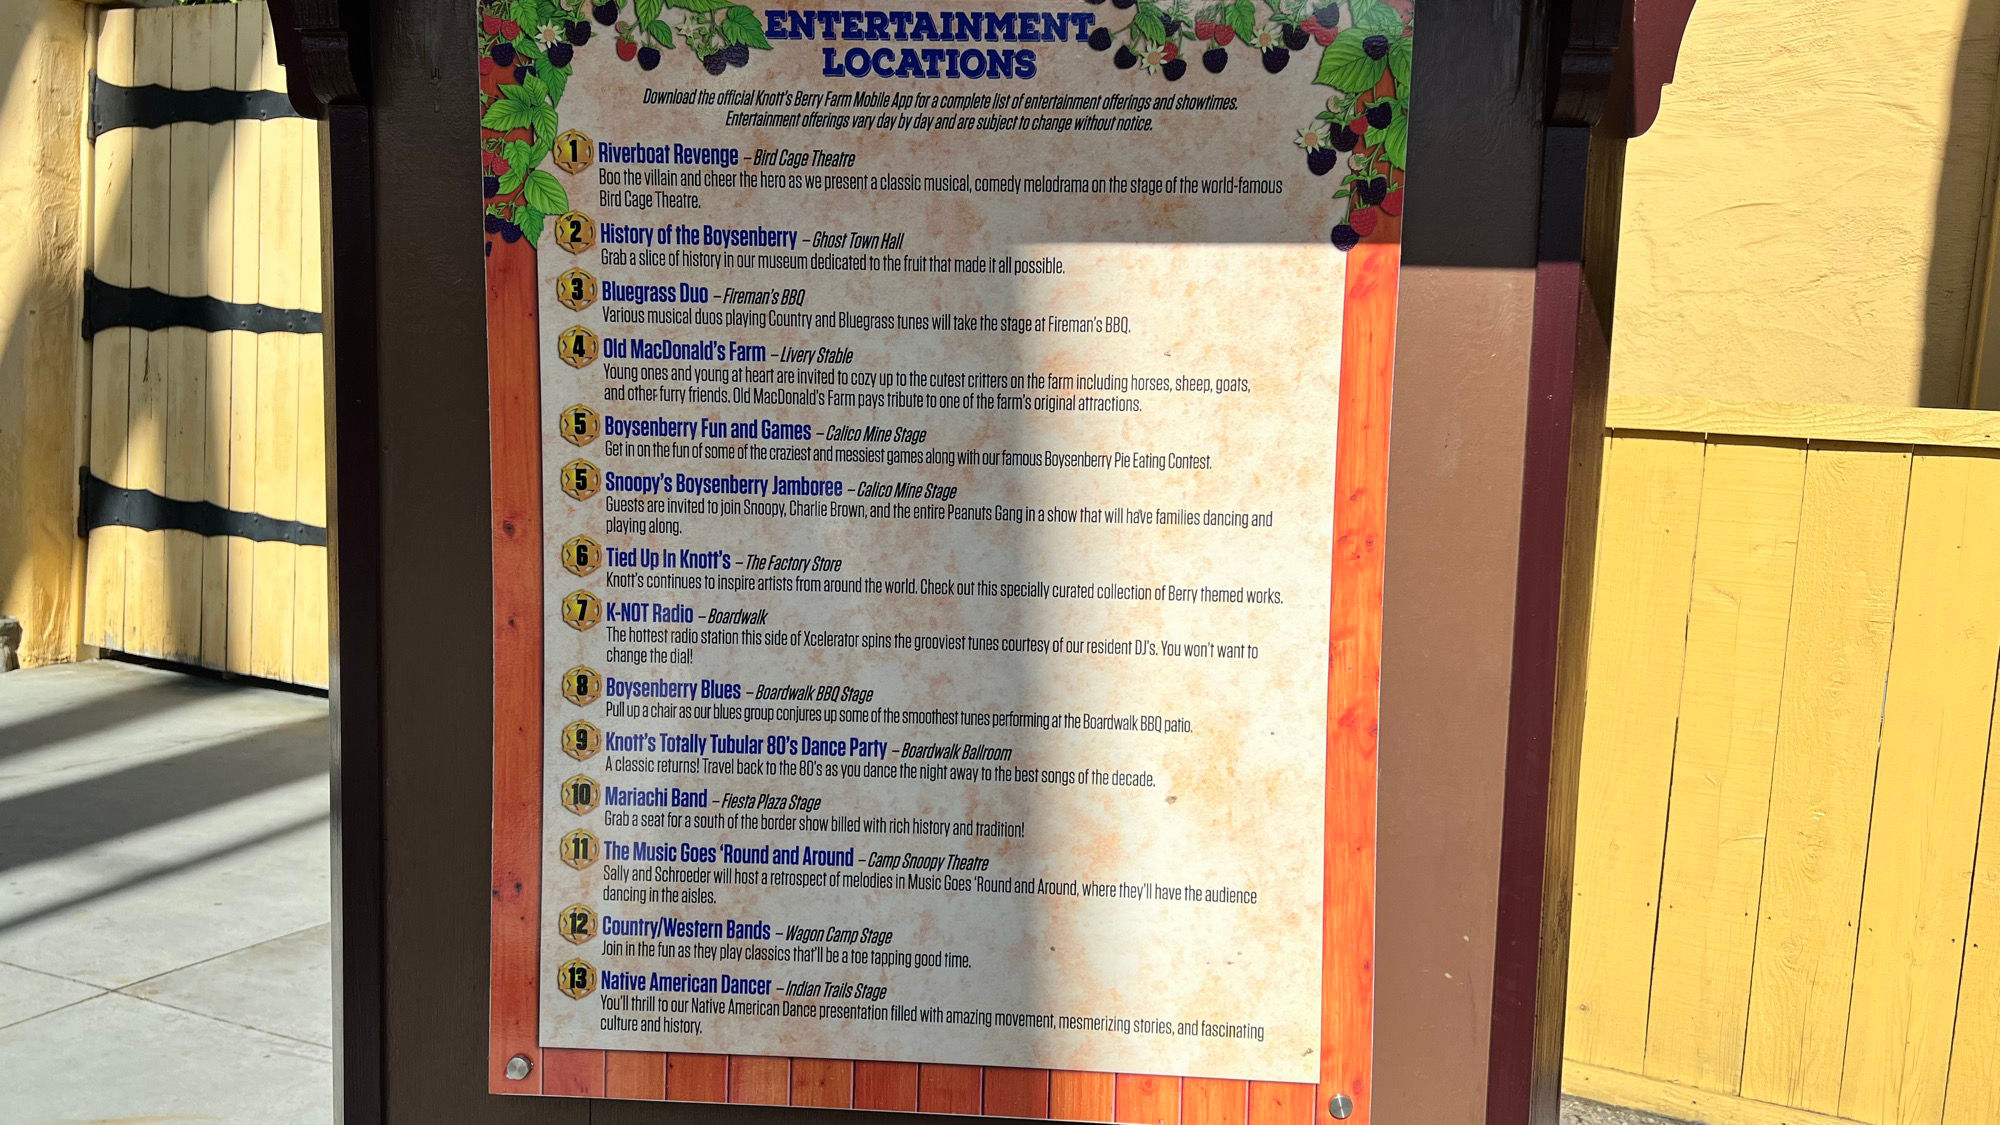 ENTERTAINMENT
LOCATIONS
Download the official Knott's Berry Farm Mobile App for a complete list of entertainment offerings and showtimes.
Entertainment offerings vary day by day and are subject to change without notice.
1 Riverboat Revenge – Bird Cage Theatre
Boo the villain and cheer the hero as we present a classic musical, comedy melodrama on the stage of the world-famous
Bird Cage Theatre.
2 History of the Boysenberry – Ghost Town Hall
Grab a slice of history in our museum dedicated to the fruit that made it all possible.
3 Bluegrass Duo – Fireman's BBQ
Various musical duos playing Country and Bluegrass tunes will take the stage at Fireman's BBQ.
4 Old MacDonald's Farm – Livery Stable
Young ones and young at heart are invited to cozy up to the cutest critters on the farm including horses, sheep, goats,
and other furry friends. Old MacDonald's Farm pays tribute to one of the farm's original attractions.
5 Boysenberry Fun and Games – Calico Mine Stage
Get in on the fun of some of the craziest and messiest games along with our famous Boysenberry Pie Eating Contest.
5 Snoopy's Boysenberry Jamboree – Calico Mine Stage
Guests are invited to join Snoopy, Charlie Brown, and the entire Peanuts Gang in a show that will have families dancing and
playing along.
6 Tied Up In Knott's – The Factory Store
Knott's continues to inspire artists from around the world. Check out this specially curated collection of Berry themed works.
7 K-NOT Radio – Boardwalk
The hottest radio station this side of Xcelerator spins the grooviest tunes courtesy of our resident DJ's. You won't want to
change the dial!
8 Boysenberry Blues – Boardwalk BBQ Stage
Pull up a chair as our blues group conjures up some of the smoothest tunes performing at the Boardwalk BBQ patio.
9 Knott's Totally Tubular 80's Dance Party – Boardwalk Ballroom
A classic returns! Travel back to the 80's as you dance the night away to the best songs of the decade.
10 Mariachi Band – Fiesta Plaza Stage
Grab a seat for a south of the border show billed with rich history and tradition!
11 The Music Goes 'Round and Around – Camp Snoopy Theatre
Sally and Schroeder will host a retrospect of melodies in Music Goes 'Round and Around, where they'll have the audience
dancing in the aisles.
12 Country/Western Bands – Wagon Camp Stage
Join in the fun as they play classics that'll be a toe tapping good time.
13 Native American Dancer – Indian Trails Stage
You'll thrill to our Native American Dance presentation filled with amazing movement, mesmerizing stories, and fascinating
culture and history.